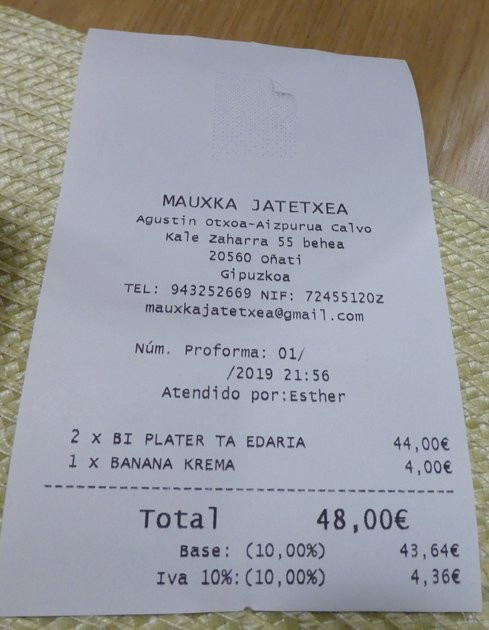 MAUXKA JATETXEA
Agustin Otxoa-Aizpurua Calvo
Kale Zaharra 55 behea
20560 Oñati
Gipuzkoa
TEL: 943252669 NIF: 72455120Z
mauxkajatetxea@gmail.com
Núm. Proforma: 01/
/2019 21:56
Atendido por:Esther
2 x BI PLATER TA EDARIA 44,00€
1 x BANANA KREMA 4,00€
Total 48,00€
Base: (10,00%) 43,64€
Iva 10%:(10,00%) 4,36€